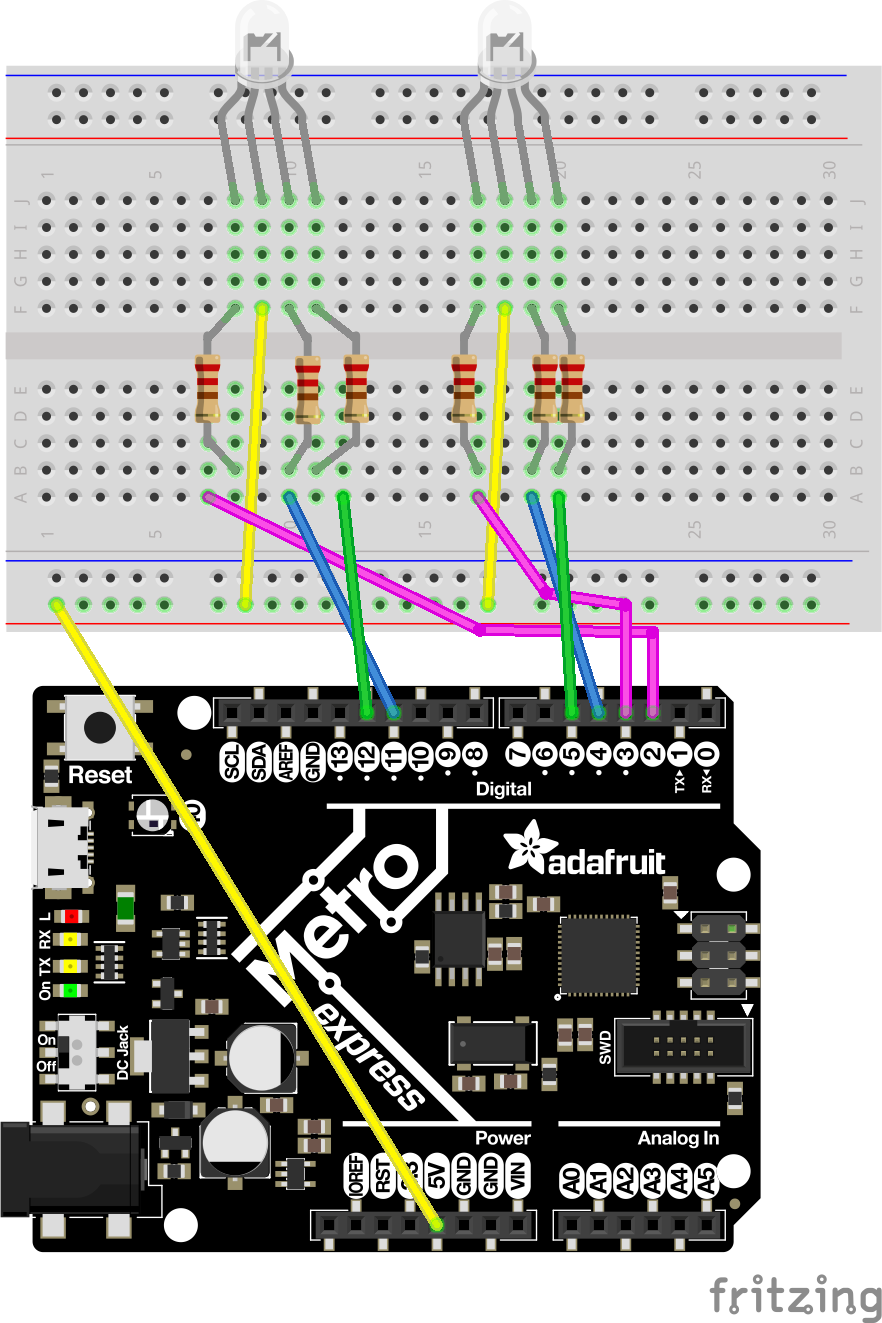 1 5 10 15 20 25 30
J J
I I
H H
G G
F F
E E
D D
C C
B B
A A
1 5 10 15 25 30
SCL SDA AREF GND 13 12 11 10 9 8 7 6 5 4 3 2 1 0
TX RX
Reset
Digital
Metro
express
adafruit
L
RX
TX
On
On
Off
DC Jack
SWD
Power
Analog In
IOREF RST 5V GND GND VIN A0 A1 A2 A3 A4 A5
fritzing